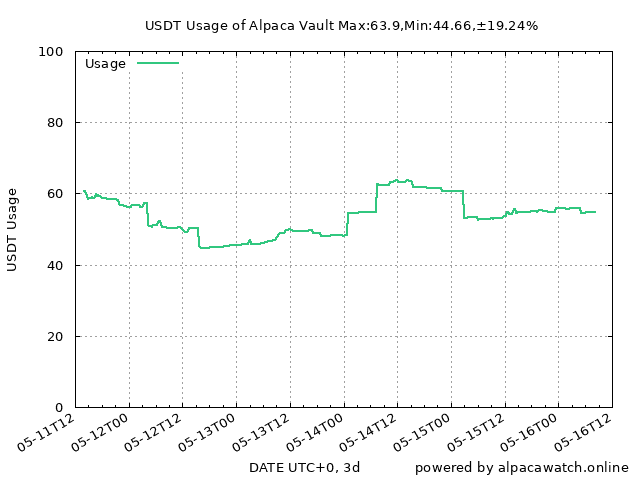 USDT Usage of Alpaca Vault Max:63.9,Min:44.66,±19.24%
100
Usage
80
60
USDT Usage
40
20
0
05-11T12
05-12T00
05-12T12
05-13T00
05-13T12
05-14T00
05-14T12
05-15T00
05-15T12
05-16T00
05-16T12
DATE UTC+0, 3d
powered by alpacawatch.online